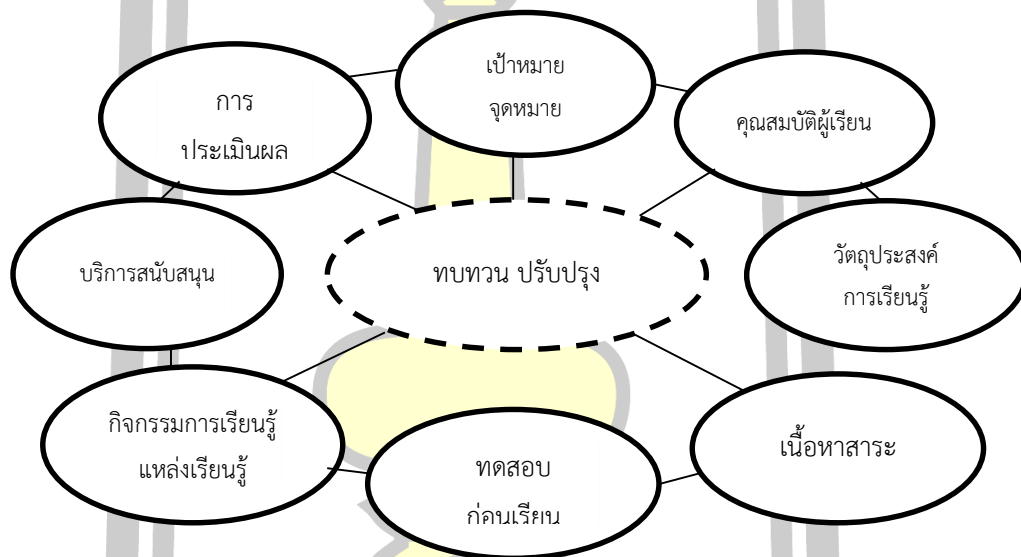 เป้าหมาย
จุดหมาย
การ
ประเมินผล
คุณสมบัติผู้เรียน
บริการสนับสนุน
ทบทวน ปรับปรุง
วัตถุประสงค์
การเรียนรู้
กิจกรรมการเรียนรู้
แหล่งเรียนรู้
ทดสอบ
ก่อนเรียน
เนื้อหาสาระ